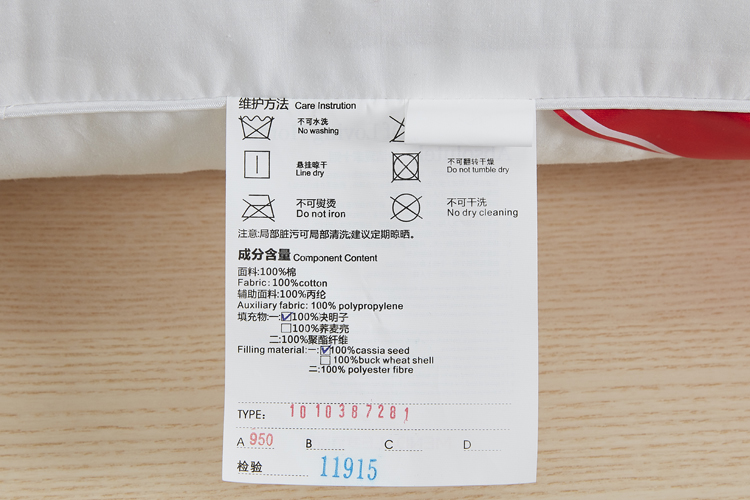 维护方法 Care Instrution
不可水洗
No washing
悬挂晾干
Line dry
不可翻转干燥
Do not tumble dry
不可熨烫
Do not iron
不可干洗
No dry cleaning
注意:局部脏污可局部清洗;建议定期晾晒。
成分含量 Component Content
面料:100%棉
Fabric: 100%cotton
辅助面料:100%丙纶
Auxiliary fabric: 100% polypropylene
填充物:一:☑100%决明子
☐100%荞麦壳
二:100%聚酯纤维
Filling material:一:☑100%cassia seed
☐100%buck wheat shell
二:100% polyester fibre
TYPE: 1010387281
A 950 B C D
检验 11915